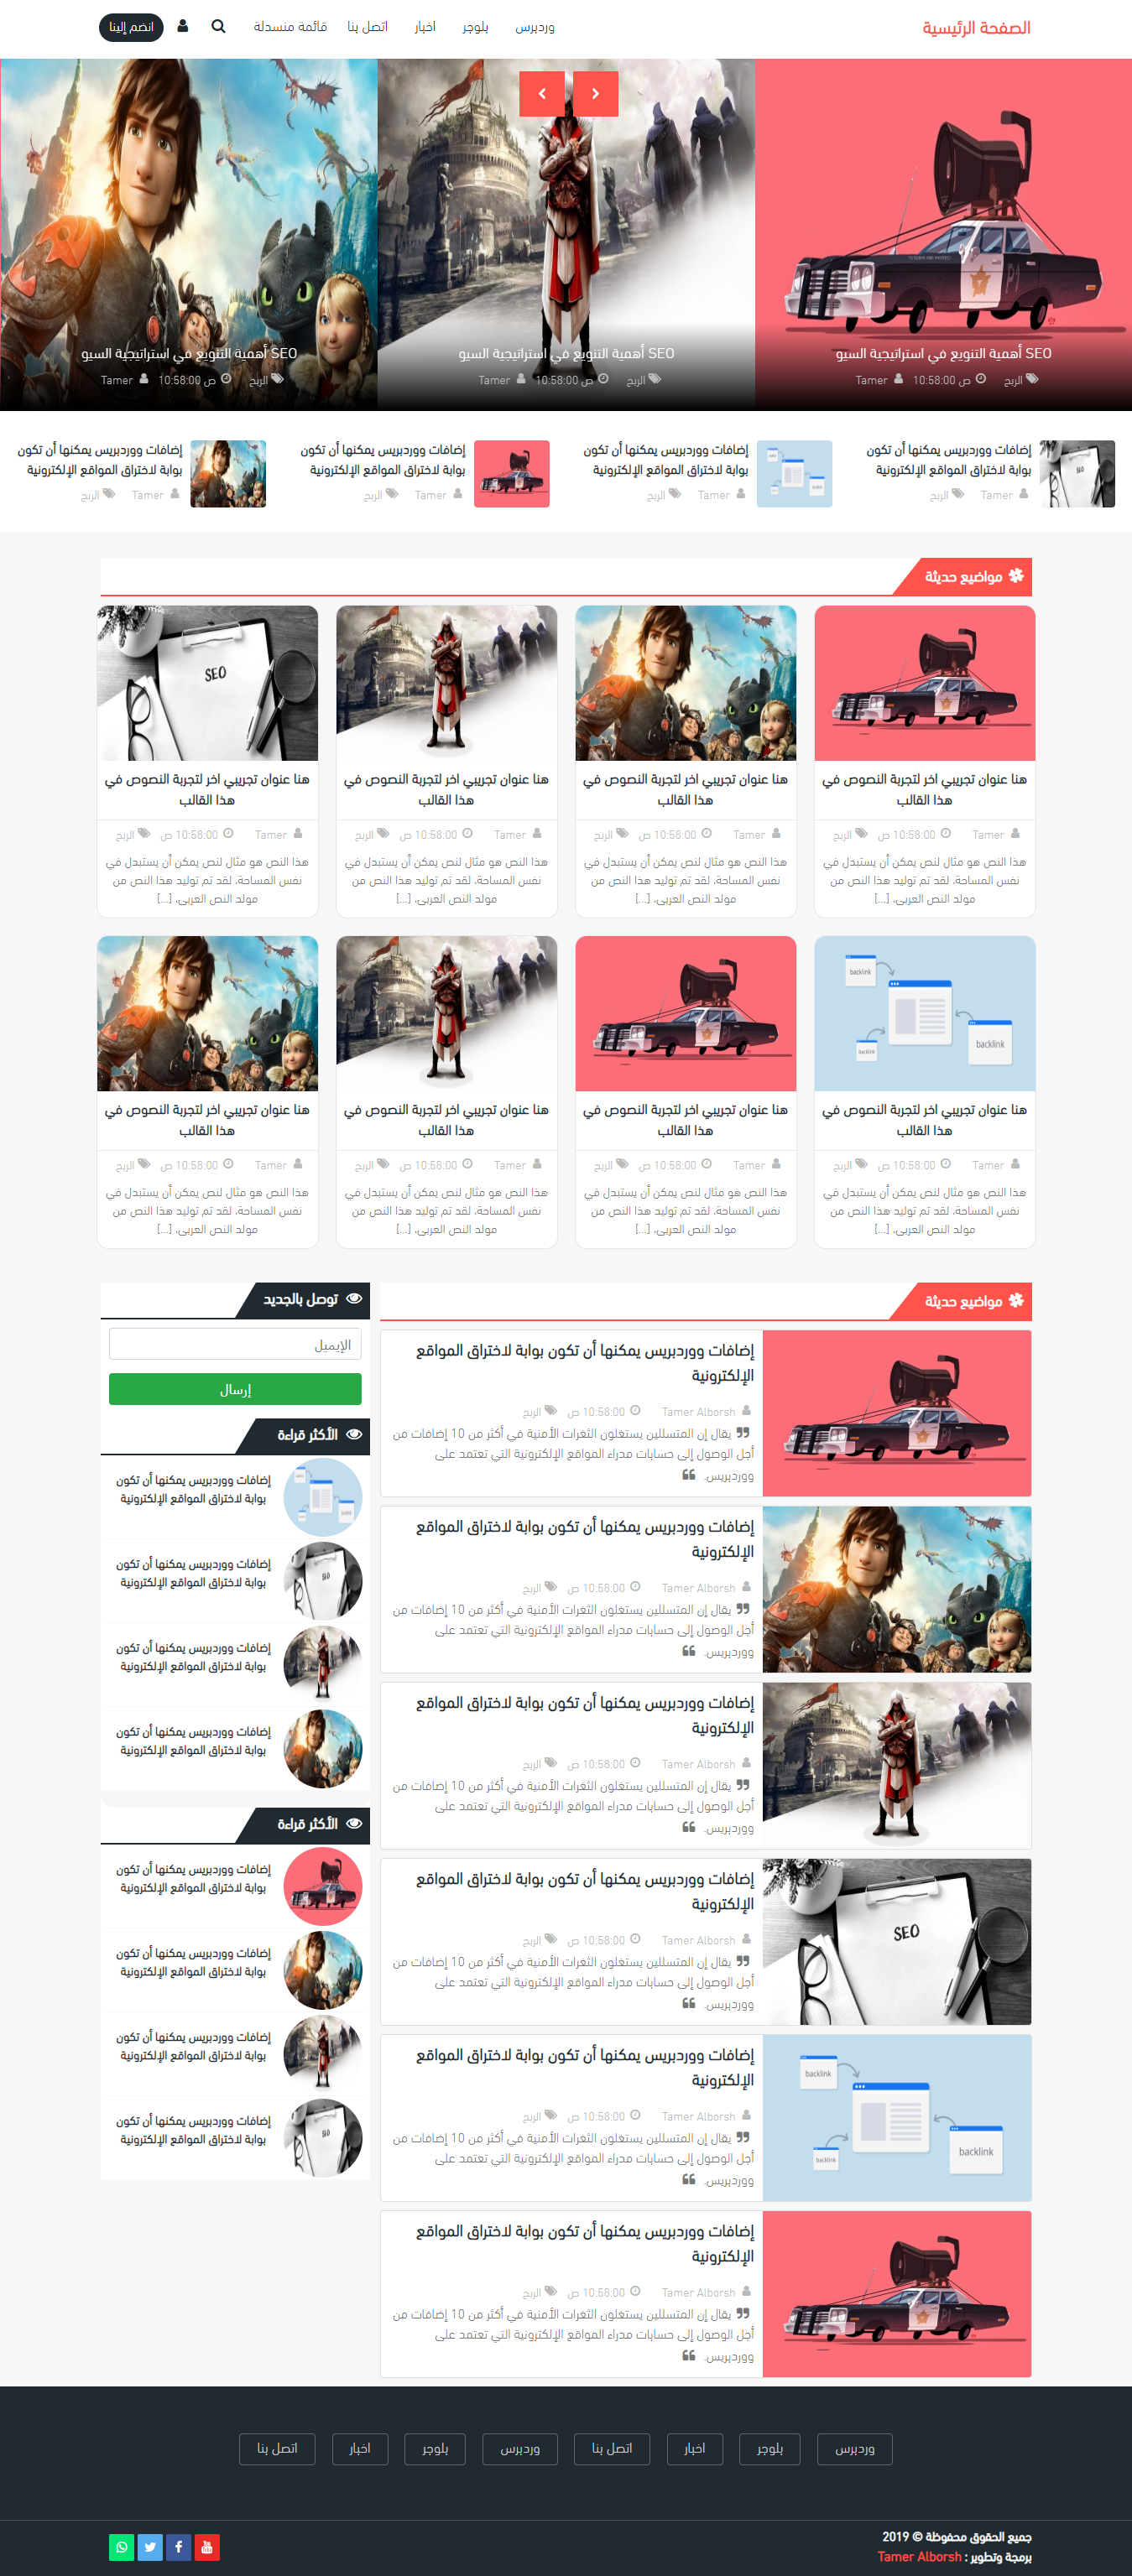 الصفحة الرئيسية
وردبرس
بلوجر
اخبار
اتصل بنا
قائمة منسدلة
انضم إلينا
SEO أهمية التنويع في استراتيجية السيو
الربح 10:58:00 ص Tamer
SEO أهمية التنويع في استراتيجية السيو
الربح 10:58:00 ص Tamer
SEO أهمية التنويع في استراتيجية السيو
الربح 10:58:00 ص Tamer
إضافات ووردبريس يمكنها أن تكون
بوابة لاختراق المواقع الإلكترونية
Tamer الربح
إضافات ووردبريس يمكنها أن تكون
بوابة لاختراق المواقع الإلكترونية
Tamer الربح
إضافات ووردبريس يمكنها أن تكون
بوابة لاختراق المواقع الإلكترونية
Tamer الربح
إضافات ووردبريس يمكنها أن تكون
بوابة لاختراق المواقع الإلكترونية
Tamer الربح
مواضيع حديثة
هنا عنوان تجريبي اخر لتجربة النصوص في
هذا القالب
Tamer 10:58:00 ص الربح
هذا النص هو مثال لنص يمكن أن يستبدل في
نفس المساحة، لقد تم توليد هذا النص من
مولد النص العربى، [...]
هنا عنوان تجريبي اخر لتجربة النصوص في
هذا القالب
Tamer 10:58:00 ص الربح
هذا النص هو مثال لنص يمكن أن يستبدل في
نفس المساحة، لقد تم توليد هذا النص من
مولد النص العربى، [...]
هنا عنوان تجريبي اخر لتجربة النصوص في
هذا القالب
Tamer 10:58:00 ص الربح
هذا النص هو مثال لنص يمكن أن يستبدل في
نفس المساحة، لقد تم توليد هذا النص من
مولد النص العربى، [...]
SEO
هنا عنوان تجريبي اخر لتجربة النصوص في
هذا القالب
Tamer 10:58:00 ص الربح
هذا النص هو مثال لنص يمكن أن يستبدل في
نفس المساحة، لقد تم توليد هذا النص من
مولد النص العربى، [...]
backlink
backlink
backlink
هنا عنوان تجريبي اخر لتجربة النصوص في
هذا القالب
Tamer 10:58:00 ص الربح
هذا النص هو مثال لنص يمكن أن يستبدل في
نفس المساحة، لقد تم توليد هذا النص من
مولد النص العربى، [...]
هنا عنوان تجريبي اخر لتجربة النصوص في
هذا القالب
Tamer 10:58:00 ص الربح
هذا النص هو مثال لنص يمكن أن يستبدل في
نفس المساحة، لقد تم توليد هذا النص من
مولد النص العربى، [...]
هنا عنوان تجريبي اخر لتجربة النصوص في
هذا القالب
Tamer 10:58:00 ص الربح
هذا النص هو مثال لنص يمكن أن يستبدل في
نفس المساحة، لقد تم توليد هذا النص من
مولد النص العربى، [...]
هنا عنوان تجريبي اخر لتجربة النصوص في
هذا القالب
Tamer 10:58:00 ص الربح
هذا النص هو مثال لنص يمكن أن يستبدل في
نفس المساحة، لقد تم توليد هذا النص من
مولد النص العربى، [...]
مواضيع حديثة
إضافات ووردبريس يمكنها أن تكون بوابة لاختراق المواقع
الإلكترونية
Tamer Alborsh 10:58:00 ص الربح
يقال إن المتسللين يستغلون الثغرات الأمنية في أكثر من 10 إضافات من
أجل الوصول إلى حسابات مدراء المواقع الإلكترونية التي تعتمد على
ووردبريس.
إضافات ووردبريس يمكنها أن تكون بوابة لاختراق المواقع
الإلكترونية
Tamer Alborsh 10:58:00 ص الربح
يقال إن المتسللين يستغلون الثغرات الأمنية في أكثر من 10 إضافات من
أجل الوصول إلى حسابات مدراء المواقع الإلكترونية التي تعتمد على
ووردبريس.
إضافات ووردبريس يمكنها أن تكون بوابة لاختراق المواقع
الإلكترونية
Tamer Alborsh 10:58:00 ص الربح
يقال إن المتسللين يستغلون الثغرات الأمنية في أكثر من 10 إضافات من
أجل الوصول إلى حسابات مدراء المواقع الإلكترونية التي تعتمد على
ووردبريس.
SEO
إضافات ووردبريس يمكنها أن تكون بوابة لاختراق المواقع
الإلكترونية
Tamer Alborsh 10:58:00 ص الربح
يقال إن المتسللين يستغلون الثغرات الأمنية في أكثر من 10 إضافات من
أجل الوصول إلى حسابات مدراء المواقع الإلكترونية التي تعتمد على
ووردبريس.
backlink
backlink
backlink
إضافات ووردبريس يمكنها أن تكون بوابة لاختراق المواقع
الإلكترونية
Tamer Alborsh 10:58:00 ص الربح
يقال إن المتسللين يستغلون الثغرات الأمنية في أكثر من 10 إضافات من
أجل الوصول إلى حسابات مدراء المواقع الإلكترونية التي تعتمد على
ووردبريس.
إضافات ووردبريس يمكنها أن تكون بوابة لاختراق المواقع
الإلكترونية
Tamer Alborsh 10:58:00 ص الربح
يقال إن المتسللين يستغلون الثغرات الأمنية في أكثر من 10 إضافات من
أجل الوصول إلى حسابات مدراء المواقع الإلكترونية التي تعتمد على
ووردبريس.
توصل بالجديد
الإيميل
إرسال
الأكثر قراءة
إضافات ووردبريس يمكنها أن تكون
بوابة لاختراق المواقع الإلكترونية
إضافات ووردبريس يمكنها أن تكون
بوابة لاختراق المواقع الإلكترونية
إضافات ووردبريس يمكنها أن تكون
بوابة لاختراق المواقع الإلكترونية
إضافات ووردبريس يمكنها أن تكون
بوابة لاختراق المواقع الإلكترونية
الأكثر قراءة
إضافات ووردبريس يمكنها أن تكون
بوابة لاختراق المواقع الإلكترونية
إضافات ووردبريس يمكنها أن تكون
بوابة لاختراق المواقع الإلكترونية
إضافات ووردبريس يمكنها أن تكون
بوابة لاختراق المواقع الإلكترونية
إضافات ووردبريس يمكنها أن تكون
بوابة لاختراق المواقع الإلكترونية
وردبرس
بلوجر
اخبار
اتصل بنا
وردبرس
بلوجر
اخبار
اتصل بنا
جميع الحقوق محفوظة © 2019
برمجة وتطوير : Tamer Alborsh